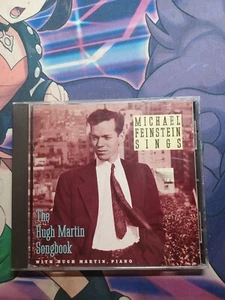 MICHAEL
FEINSTEIN
SINGS
The
Hugh Martin
Songbook
WITH HUGH MARTIN, PIANO